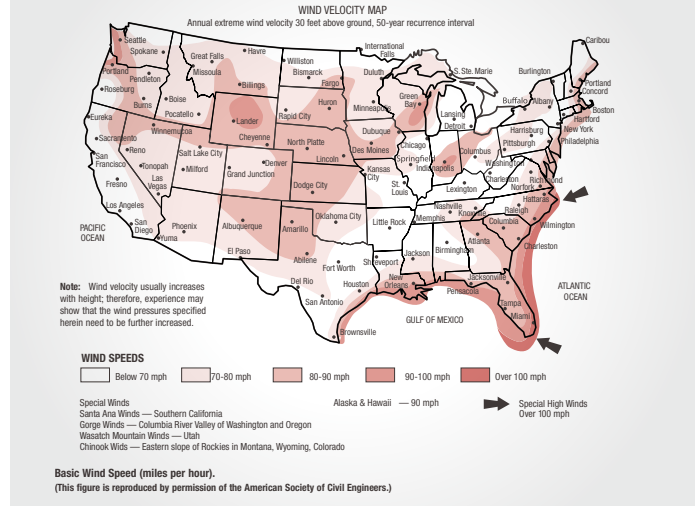 WIND VELOCITY MAP
Annual extreme wind velocity 30 feet above ground, 50-year recurrence interval
Caribou
Seattle
Spokane
Great Falls
Havre
Williston
International
Falls
Portland
Missoula
Bismarck
Fargo
Duluth
S. Ste. Marie
Burlington
Pendleton
Billings
Portland
Concord
Roseburg
Burns
Boise
Rapid City
Huron
Minneapolis
Green
Bay
Buffalo
Albany
Boston
Eureka
Pocatello
Lander
Lansing
Detroit
Hartford
Winnemucca
Cheyenne
Dubuque
Harrisburg
New York
Sacramento
Reno
Salt Lake City
North Platte
Des Moines
Chicago
Pittsburgh
Philadelphia
San
Francisco
Tonopah
Milford
Denver
Grand Junction
Lincoln
Kansas
City
Springfield
Indianapolis
Columbus
Washington
Fresno
Las
Vegas
Dodge City
St.
Louis
Lexington
Charleston
Richmond
Norfork
Los Angeles
Hatteras
PACIFIC
OCEAN
San
Diego
Yuma
Phoenix
Albuquerque
Amarillo
Oklahoma City
Little Rock
Memphis
Nashville
Knoxville
Raleigh
Wilmington
Columbia
El Paso
Abilene
Fort Worth
Shreveport
Jackson
Birmingham
Atlanta
Charleston
Del Rio
San Antonio
Houston
New
Orleans
Pensacola
Jacksonville
ATLANTIC
OCEAN
Tampa
Miami
Brownsville
GULF OF MEXICO
Note: Wind velocity usually increases
with height; therefore, experience may
show that the wind pressures specified
herein need to be further increased.
WIND SPEEDS
Below 70 mph
70-80 mph
80-90 mph
90-100 mph
Over 100 mph
Special Winds
Santa Ana Winds — Southern California
Gorge Winds — Columbia River Valley of Washington and Oregon
Wasatch Mountain Winds — Utah
Chinook Wids — Eastern slope of Rockies in Montana, Wyoming, Colorado
Alaska & Hawaii — 90 mph
Special High Winds
Over 100 mph
Basic Wind Speed (miles per hour).
(This figure is reproduced by permission of the American Society of Civil Engineers.)